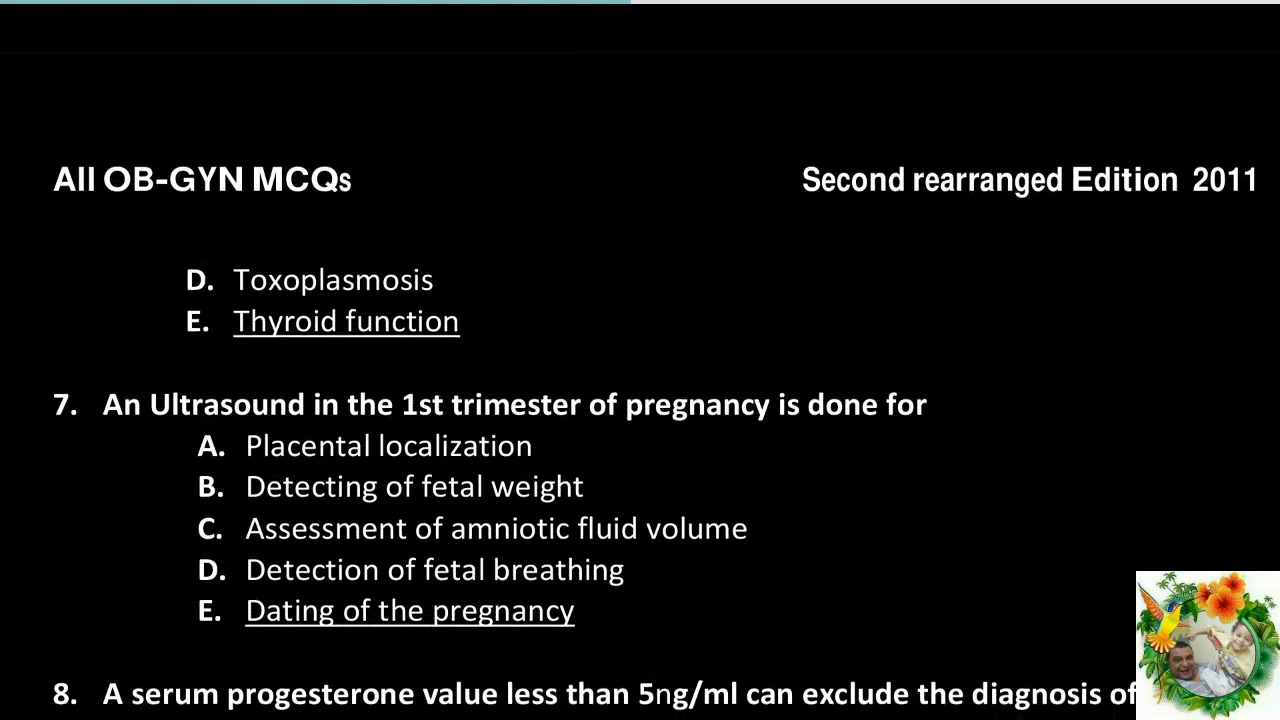 All OB-GYN MCQs Second rearranged Edition 2011
D. Toxoplasmosis
E. Thyroid function
7. An Ultrasound in the 1st trimester of pregnancy is done for
A. Placental localization
B. Detecting of fetal weight
C. Assessment of amniotic fluid volume
D. Detection of fetal breathing
E. Dating of the pregnancy
8. A serum progesterone value less than 5ng/ml can exclude the diagnosis of